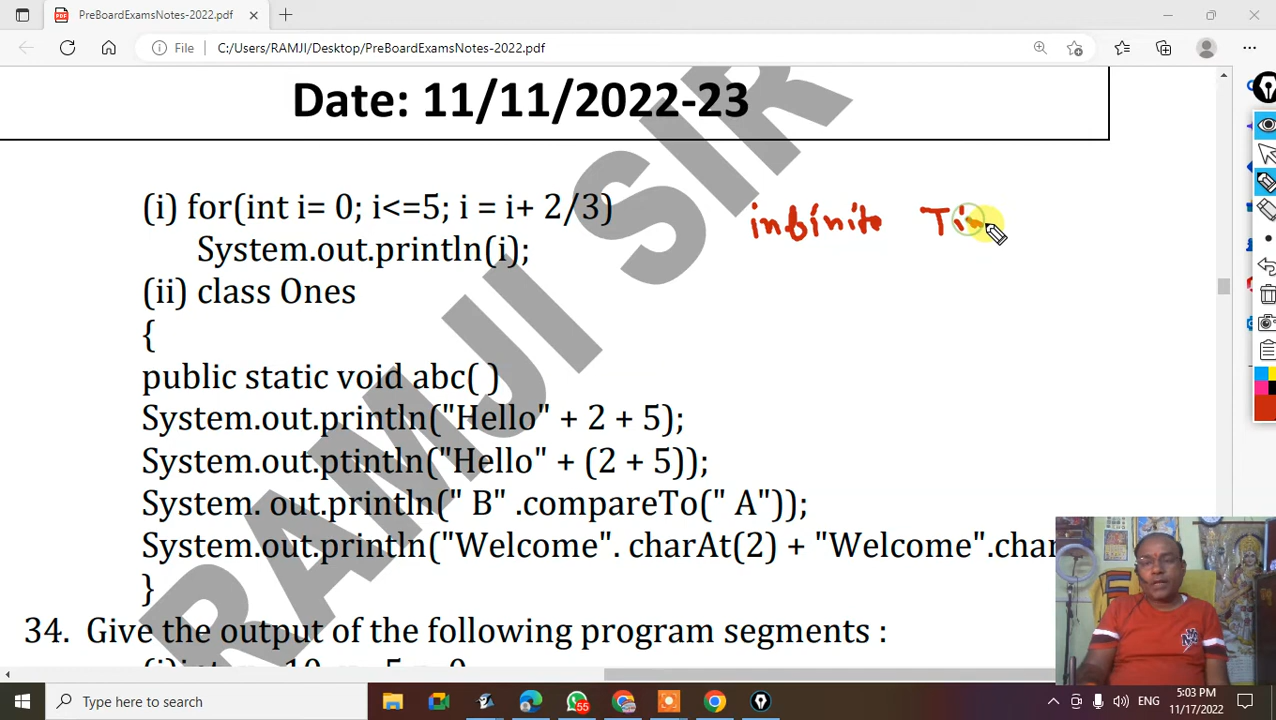 PreBoardExamsNotes-2022.pdf
File C:/Users/RAMJI/Desktop/PreBoardExamsNotes-2022.pdf
Date: 11/11/2022-23
(i) for(int i= 0; i<=5; i = i+ 2/3)
infinite Tim
System.out.println(i);
(ii) class Ones
{
public static void abc( )
System.out.println("Hello" + 2 + 5);
System.out.ptintln("Hello" + (2 + 5));
System. out.println(" B" .compareTo(" A"));
System.out.println("Welcome". charAt(2) + "Welcome".char
}
34. Give the output of the following program segments :
RAMJI SIR
Type here to search
55
ENG
5:03 PM
11/17/2022